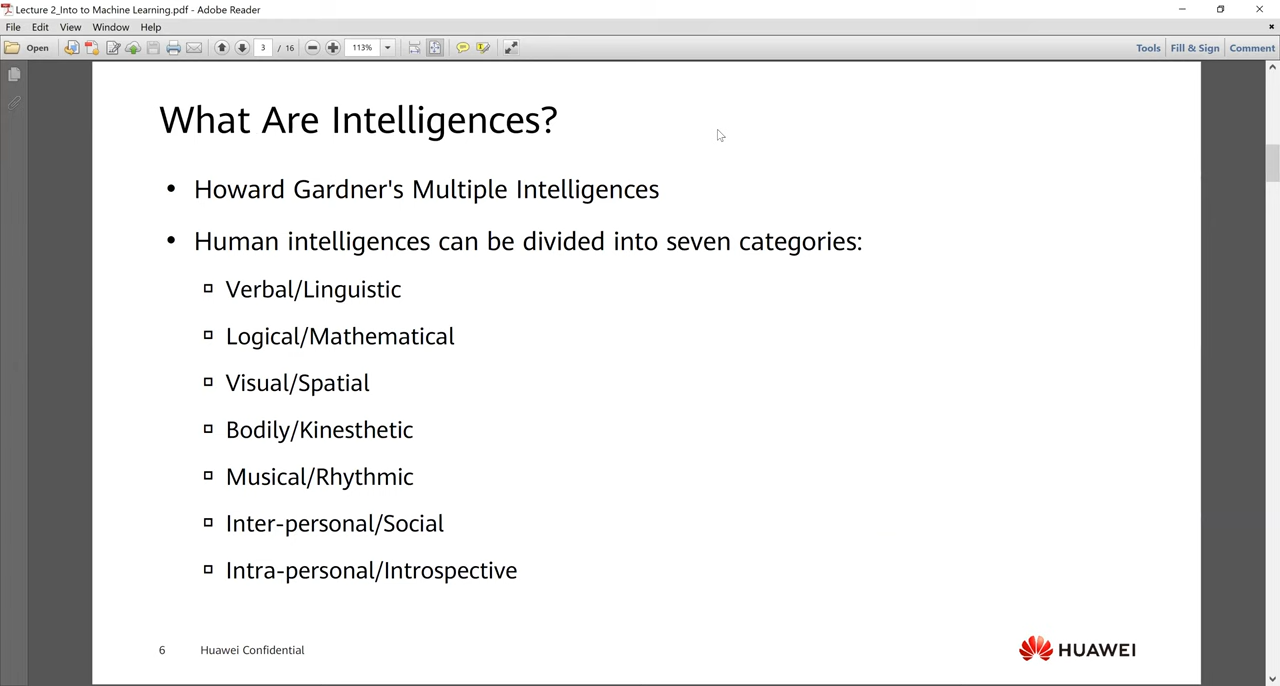 Lecture 2_Into to Machine Learning.pdf - Adobe Reader
File Edit View Window Help
Open 3 / 16 113% Tools Fill & Sign Comment
What Are Intelligences?
• Howard Gardner's Multiple Intelligences
• Human intelligences can be divided into seven categories:
Verbal/Linguistic
Logical/Mathematical
Visual/Spatial
Bodily/Kinesthetic
Musical/Rhythmic
Inter-personal/Social
Intra-personal/Introspective
6 Huawei Confidential HUAWEI